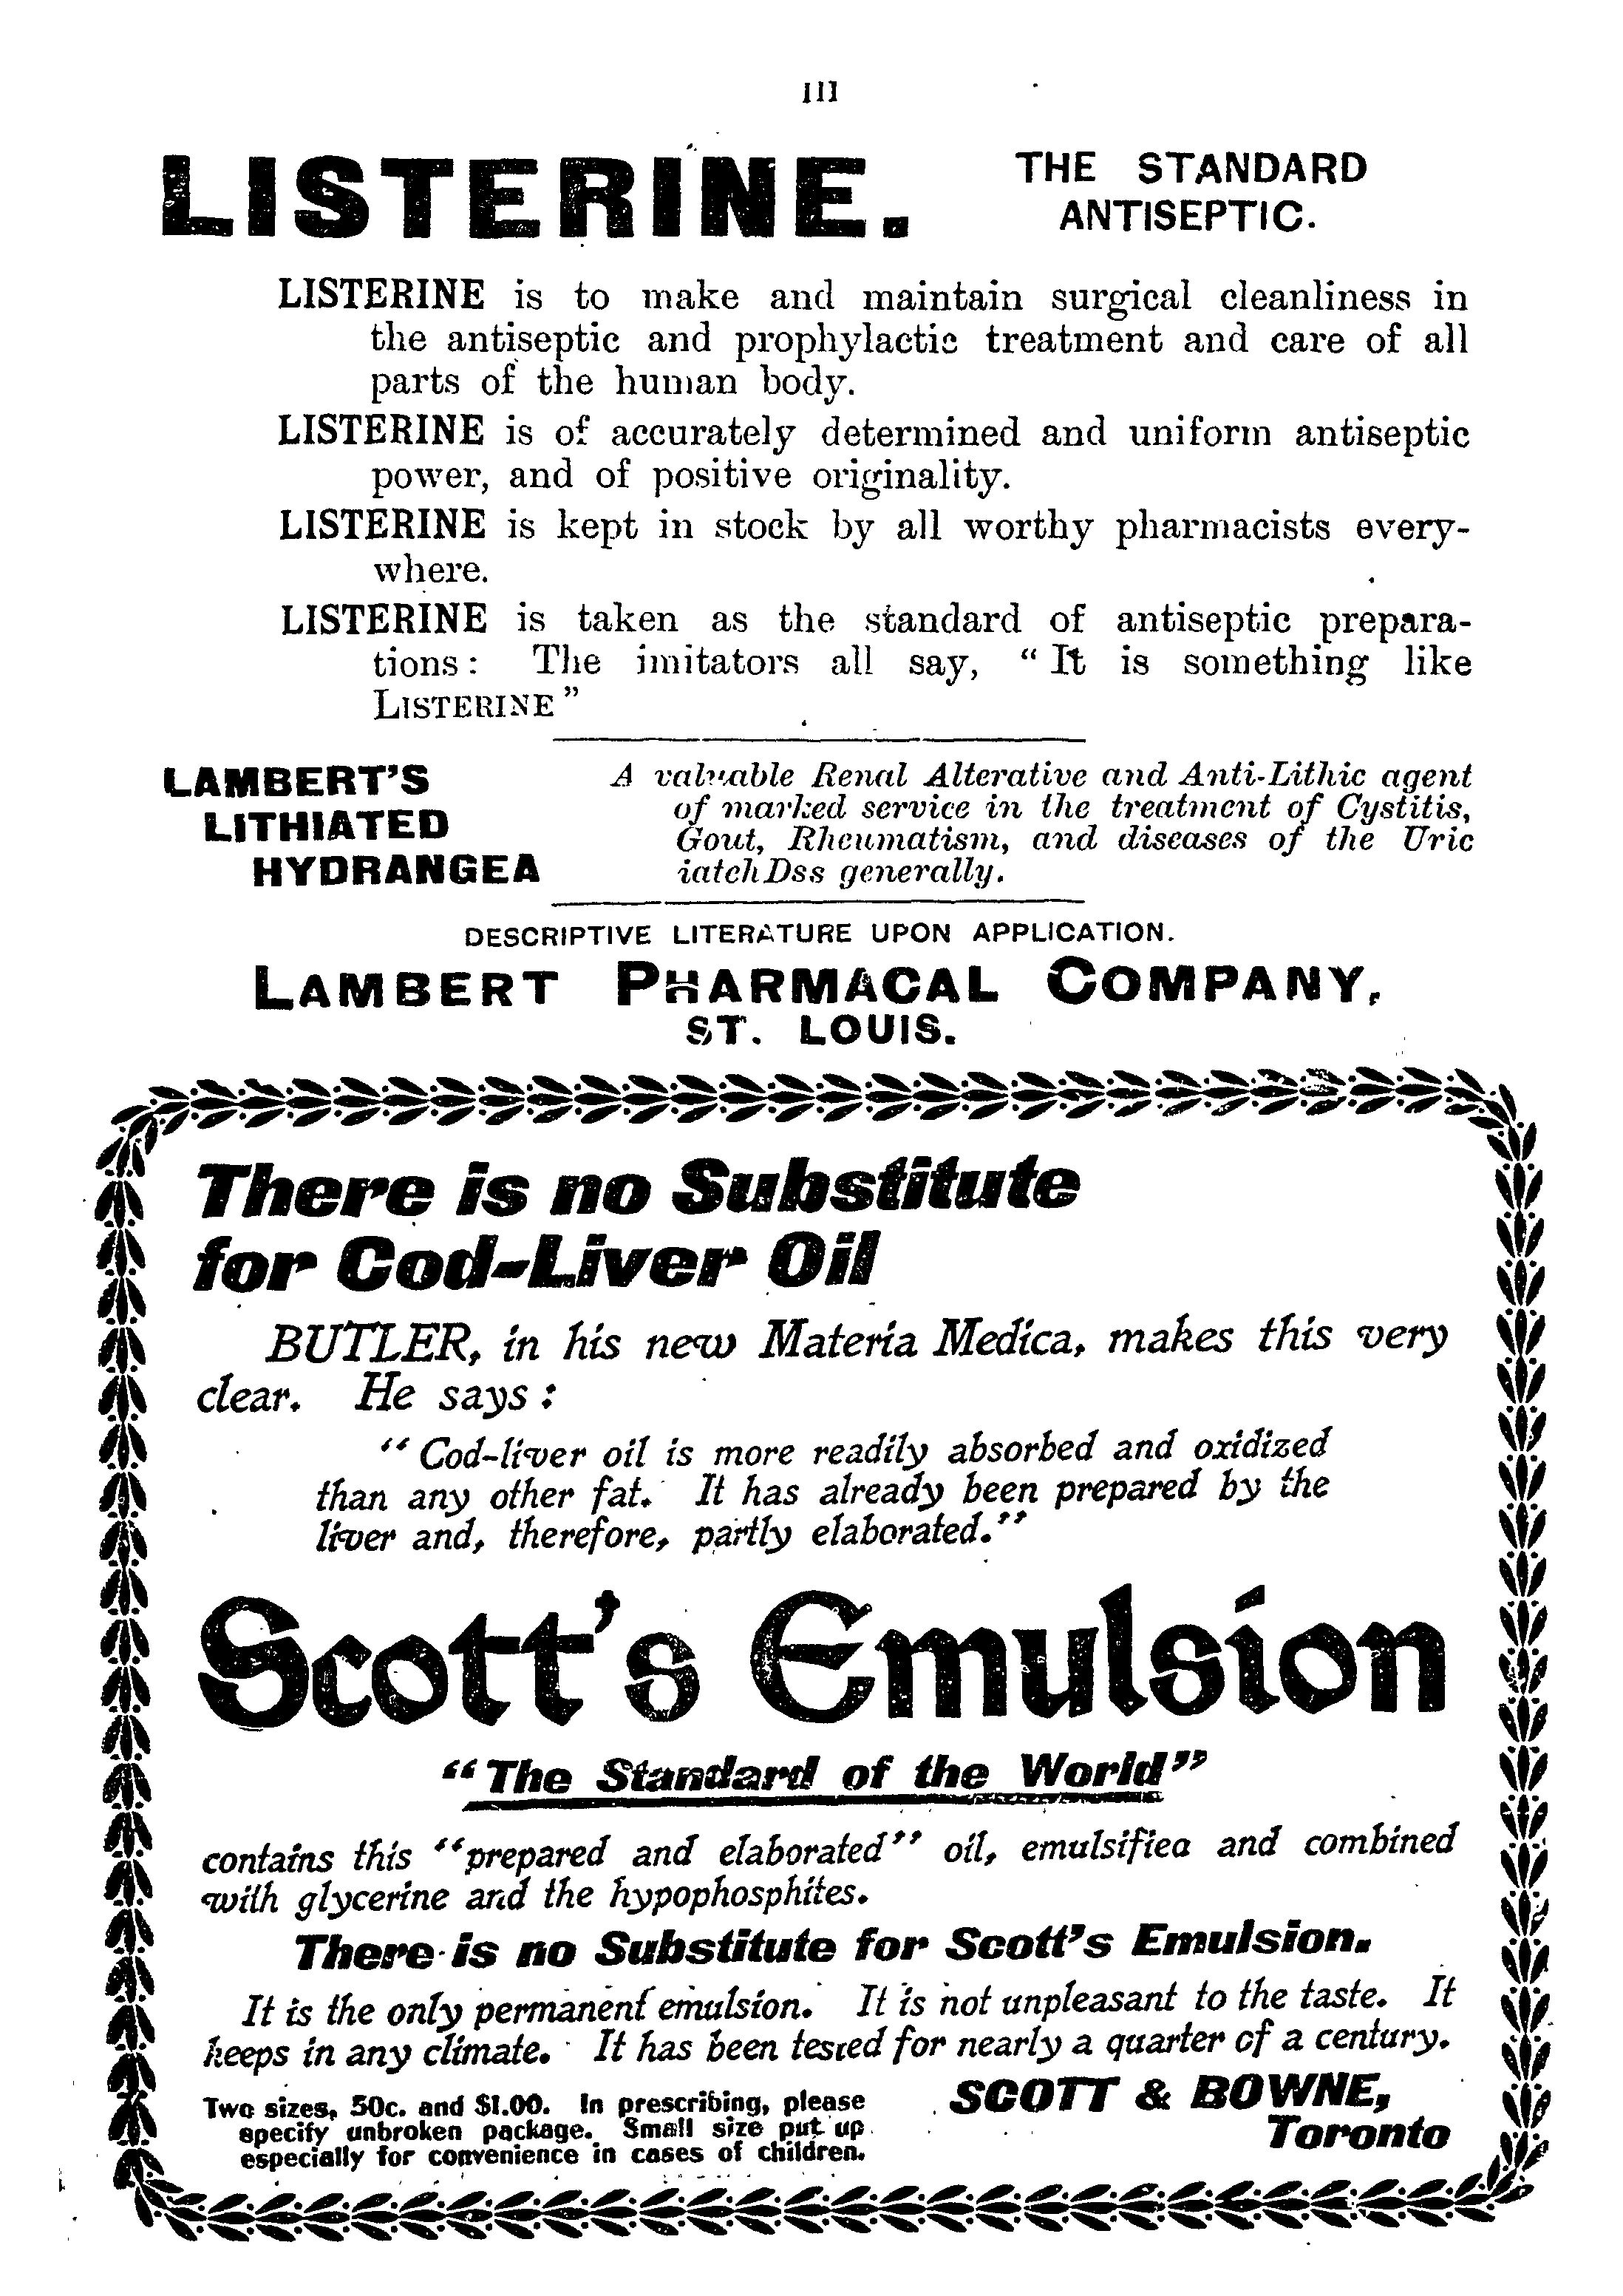 III
LISTERINE.
THE STANDARD
ANTISEPTIC.
LISTERINE is to make and maintain surgical cleanliness in
the antiseptic and prophylactic treatment and care of all
parts of the human body.
LISTERINE is of accurately determined and uniform antiseptic
power, and of positive originality.
LISTERINE is kept in stock by all worthy pharmacists every-
where.
LISTERINE is taken as the standard of antiseptic prepara-
tions: The imitators all say, "It is something like
LISTERINE"
LAMBERT'S
LITHIATED
HYDRANGEA
A valuable Renal Alterative and Anti-Lithic agent
of marked service in the treatment of Cystitis,
Gout, Rheumatism, and diseases of the Uric
iatchDss generally.
DESCRIPTIVE LITERATURE UPON APPLICATION.
LAMBERT PHARMACAL COMPANY,
ST. LOUIS.
There is no Substitute
for Cod-Liver Oil
BUTLER, in his new Materia Medica, makes this very
clear. He says:
"Cod-liver oil is more readily absorbed and oxidized
than any other fat. It has already been prepared by the
liver and, therefore, partly elaborated."
Scott's Emulsion
"The Standard of the World"
contains this "prepared and elaborated" oil, emulsified and combined
with glycerine and the hypophosphites.
There is no Substitute for Scott's Emulsion.
It is the only permanent emulsion. It is not unpleasant to the taste. It
keeps in any climate. It has been tested for nearly a quarter of a century.
Two sizes, 50c. and $1.00. In prescribing, please
specify unbroken package. Small size put up
especially for convenience in cases of children.
SCOTT & BOWNE,
Toronto